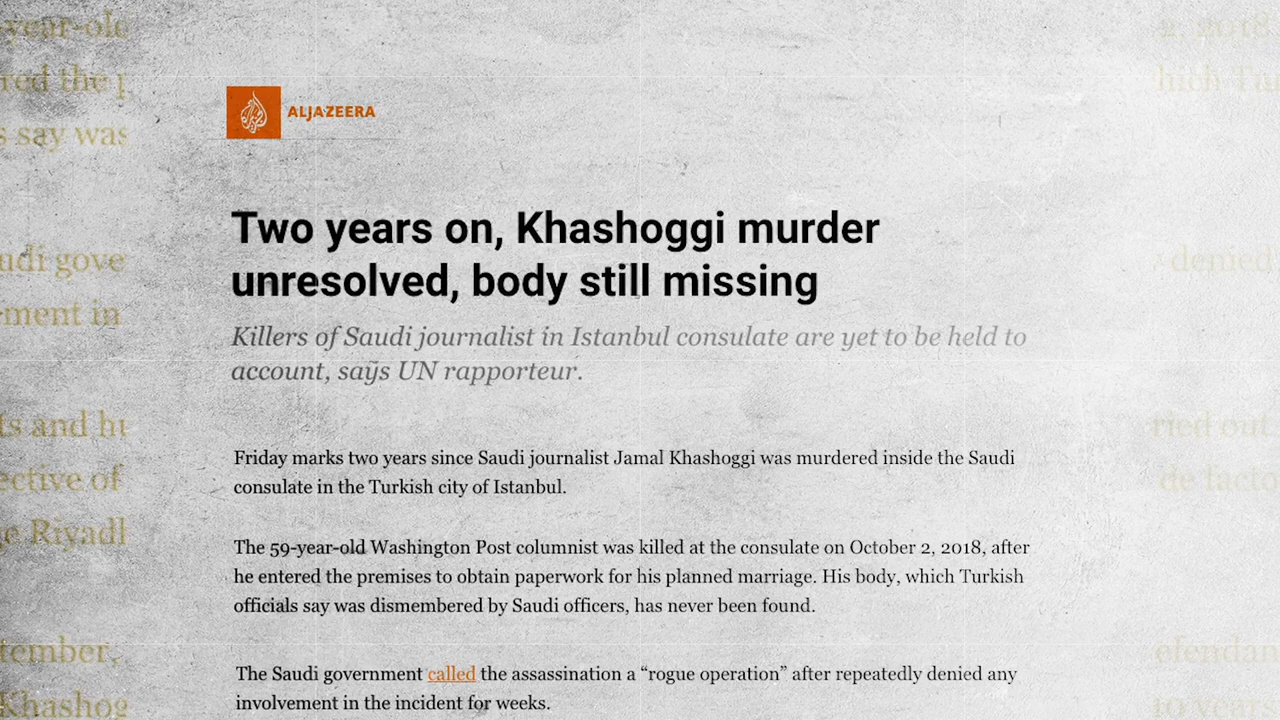 ALJAZEERA
Two years on, Khashoggi murder
unresolved, body still missing
Killers of Saudi journalist in Istanbul consulate are yet to be held to
account, says UN rapporteur.
Friday marks two years since Saudi journalist Jamal Khashoggi was murdered inside the Saudi
consulate in the Turkish city of Istanbul.
The 59-year-old Washington Post columnist was killed at the consulate on October 2, 2018, after
he entered the premises to obtain paperwork for his planned marriage. His body, which Turkish
officials say was dismembered by Saudi officers, has never been found.
The Saudi government called the assassination a “rogue operation” after repeatedly denied any
involvement in the incident for weeks.